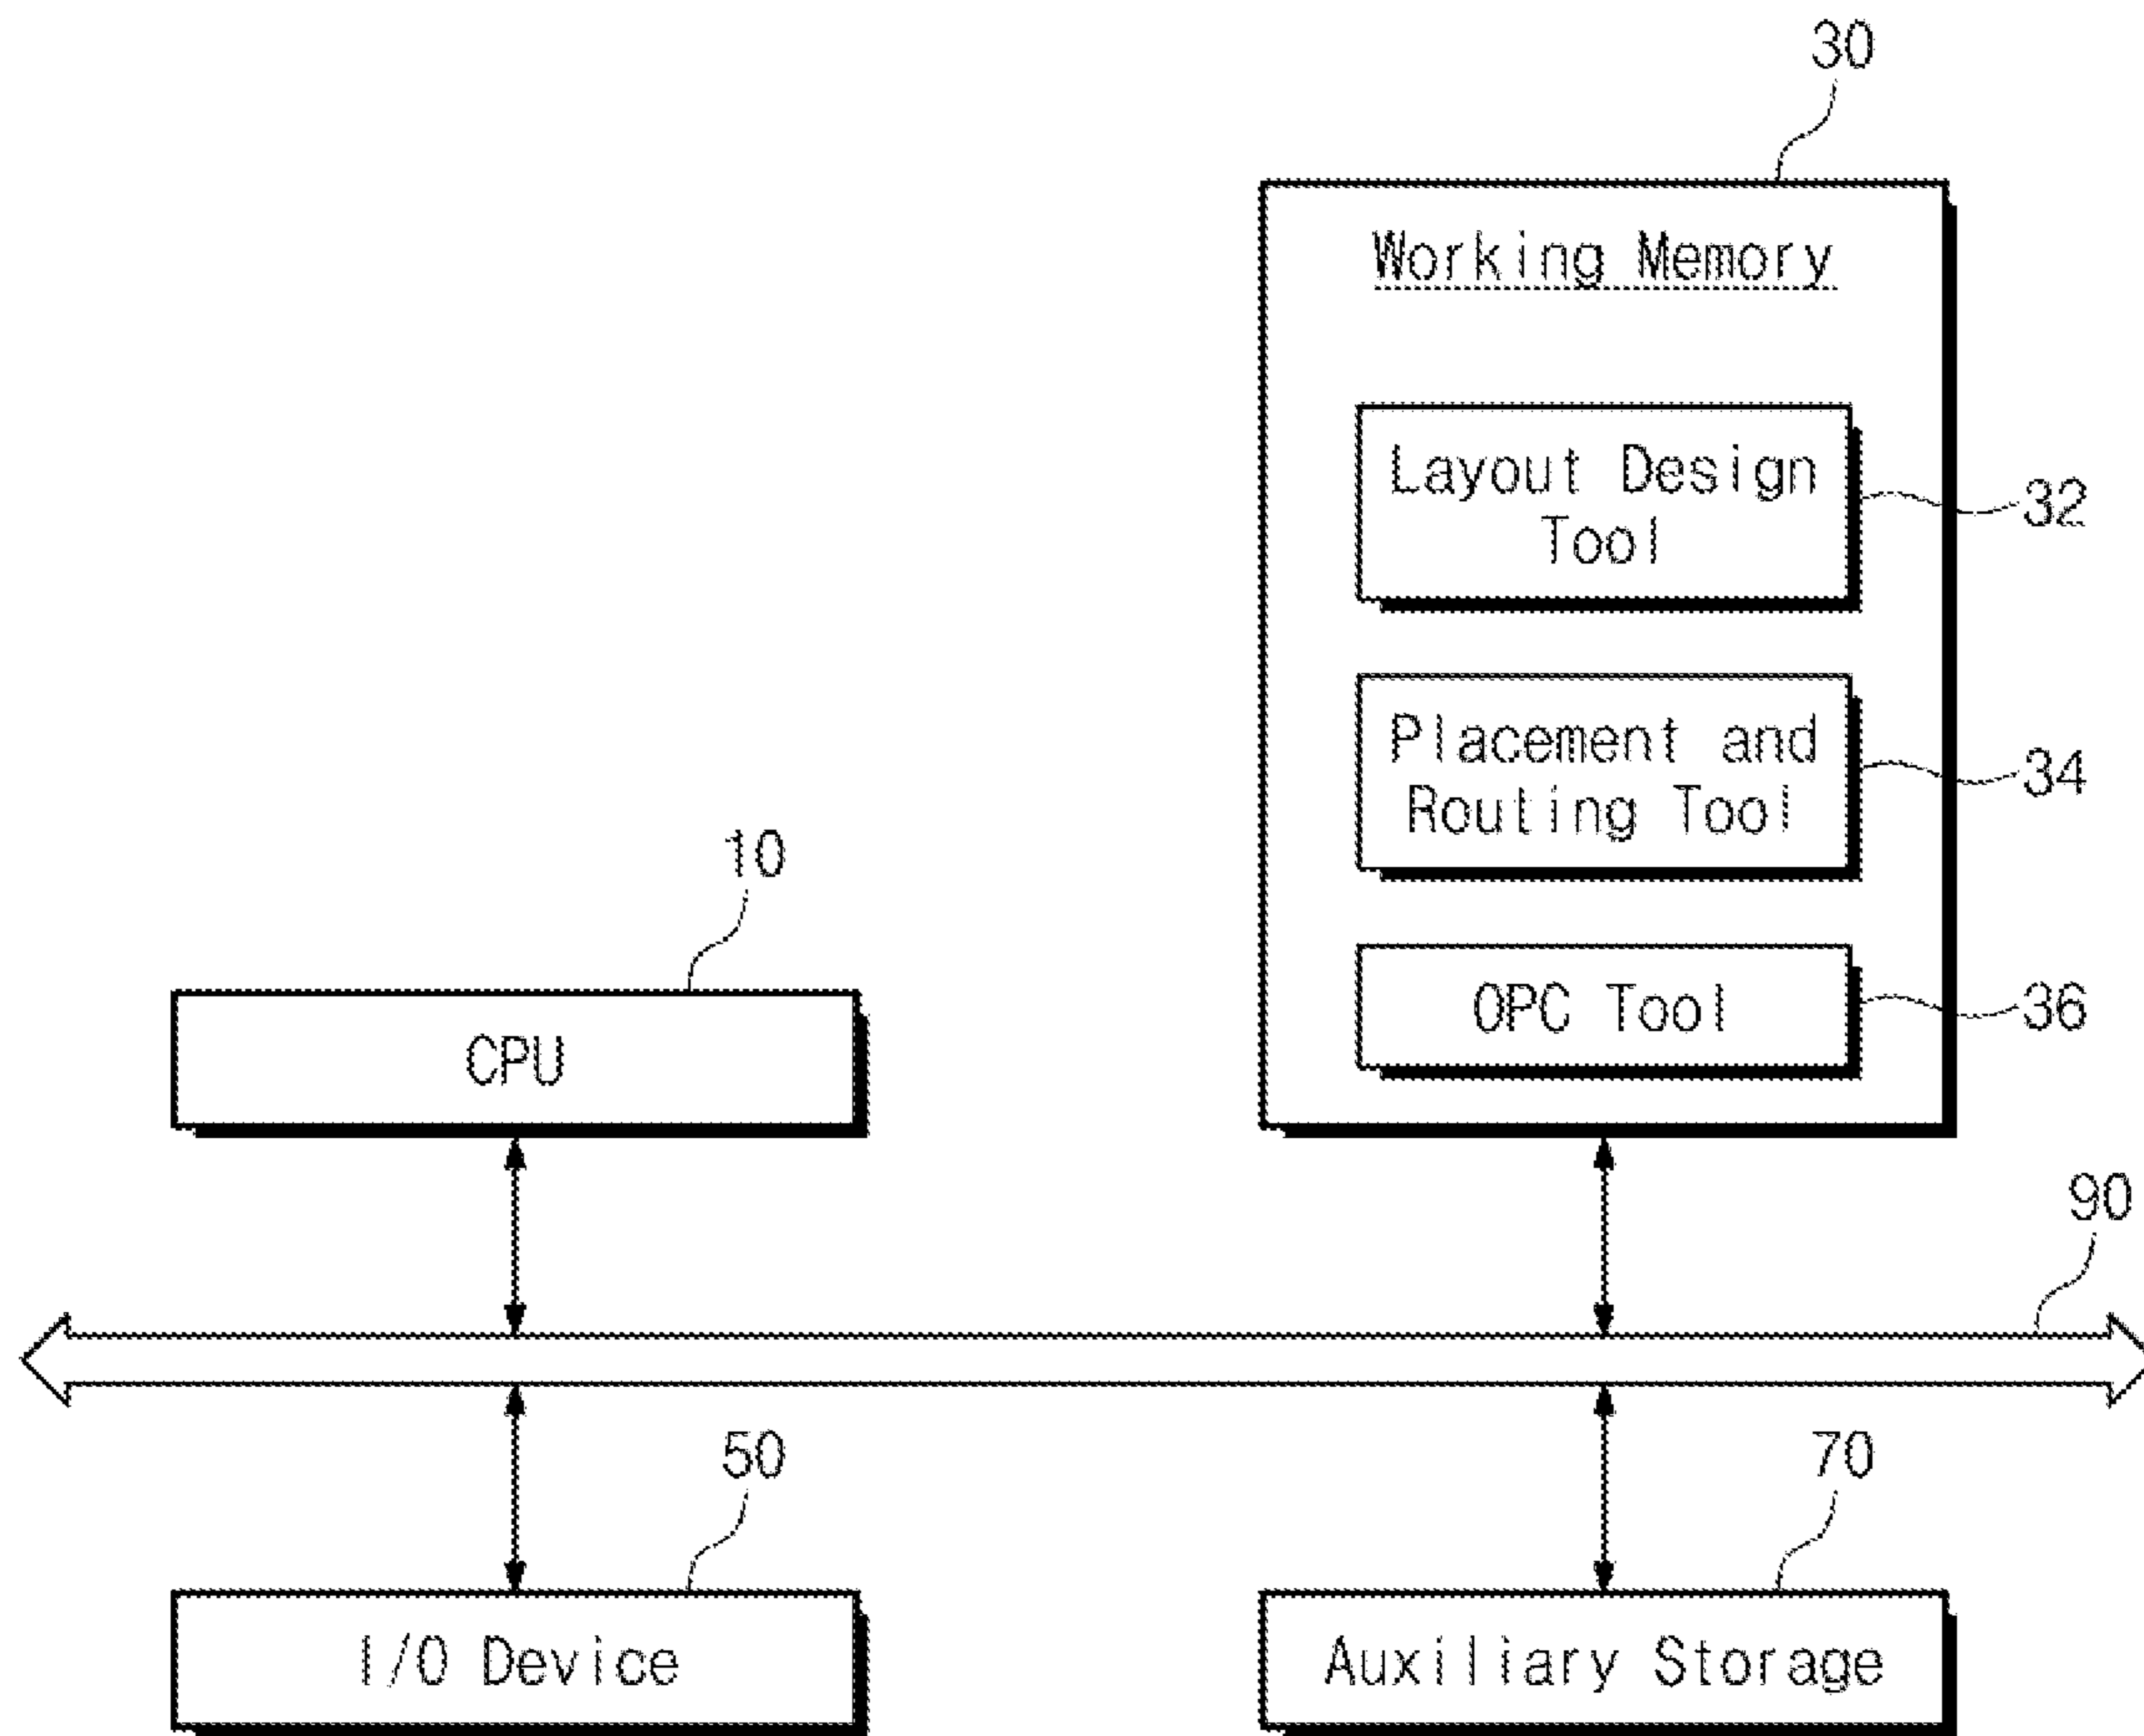 30
Working Memory
Layout Design
Tool
32
Placement and
Routing Tool
34
10
OPC Tool
36
CPU
90
50
70
I/O Device
Auxiliary Storage